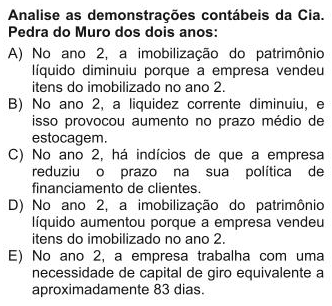 Analise as demonstrações contábeis da Cia.
Pedra do Muro dos dois anos:
A) No ano 2, a imobilização do patrimônio
líquido diminuiu porque a empresa vendeu
itens do imobilizado no ano 2.
B) No ano 2, a liquidez corrente diminuiu, e
isso provocou aumento no prazo médio de
estocagem.
C) No ano 2, há indícios de que a empresa
reduziu o prazo na sua política de
financiamento de clientes.
D) No ano 2, a imobilização do patrimônio
líquido aumentou porque a empresa vendeu
itens do imobilizado no ano 2.
E) No ano 2, a empresa trabalha com uma
necessidade de capital de giro equivalente a
aproximadamente 83 dias.